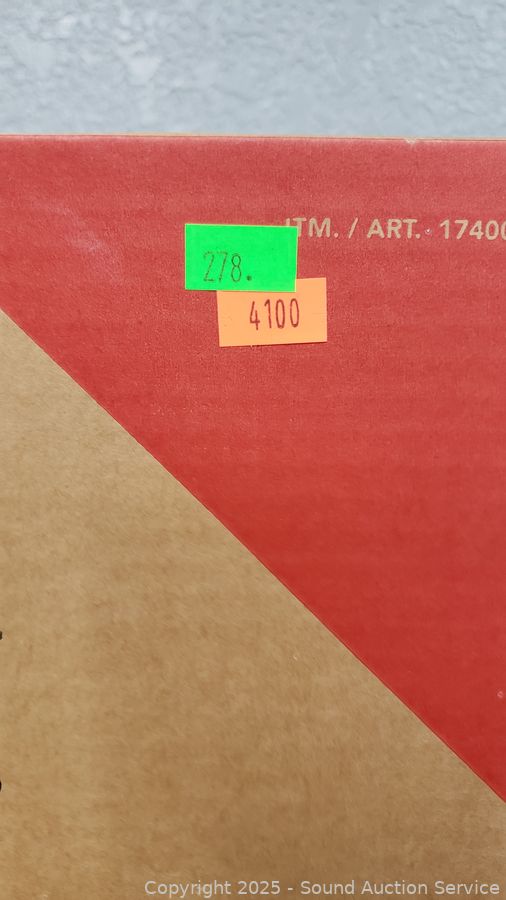 ITM. / ART. 17400
278.
4100
Copyright 2025 - Sound Auction Service